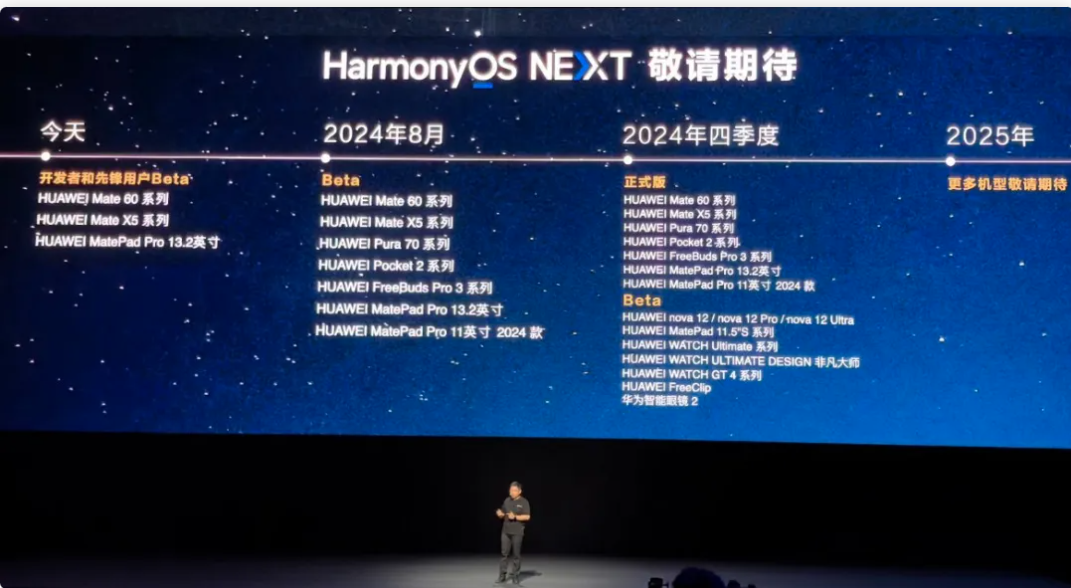 HarmonyOS NEXT 敬请期待
今天
开发者和先锋用户Beta
HUAWEI Mate 60 系列
HUAWEI Mate X5 系列
HUAWEI MatePad Pro 13.2英寸
2024年8月
Beta
HUAWEI Mate 60 系列
HUAWEI Mate X5 系列
HUAWEI Pura 70 系列
HUAWEI Pocket 2 系列
HUAWEI FreeBuds Pro 3 系列
HUAWEI MatePad Pro 13.2英寸
HUAWEI MatePad Pro 11英寸 2024 款
2024年四季度
正式版
HUAWEI Mate 60 系列
HUAWEI Mate X5 系列
HUAWEI Pura 70 系列
HUAWEI Pocket 2 系列
HUAWEI FreeBuds Pro 3 系列
HUAWEI MatePad Pro 13.2英寸
HUAWEI MatePad Pro 11英寸 2024 款
Beta
HUAWEI nova 12 / nova 12 Pro / nova 12 Ultra
HUAWEI MatePad 11.5"S 系列
HUAWEI WATCH Ultimate 系列
HUAWEI WATCH ULTIMATE DESIGN 非凡大师
HUAWEI WATCH GT 4 系列
HUAWEI FreeClip
华为智能眼镜 2
2025年
更多机型敬请期待